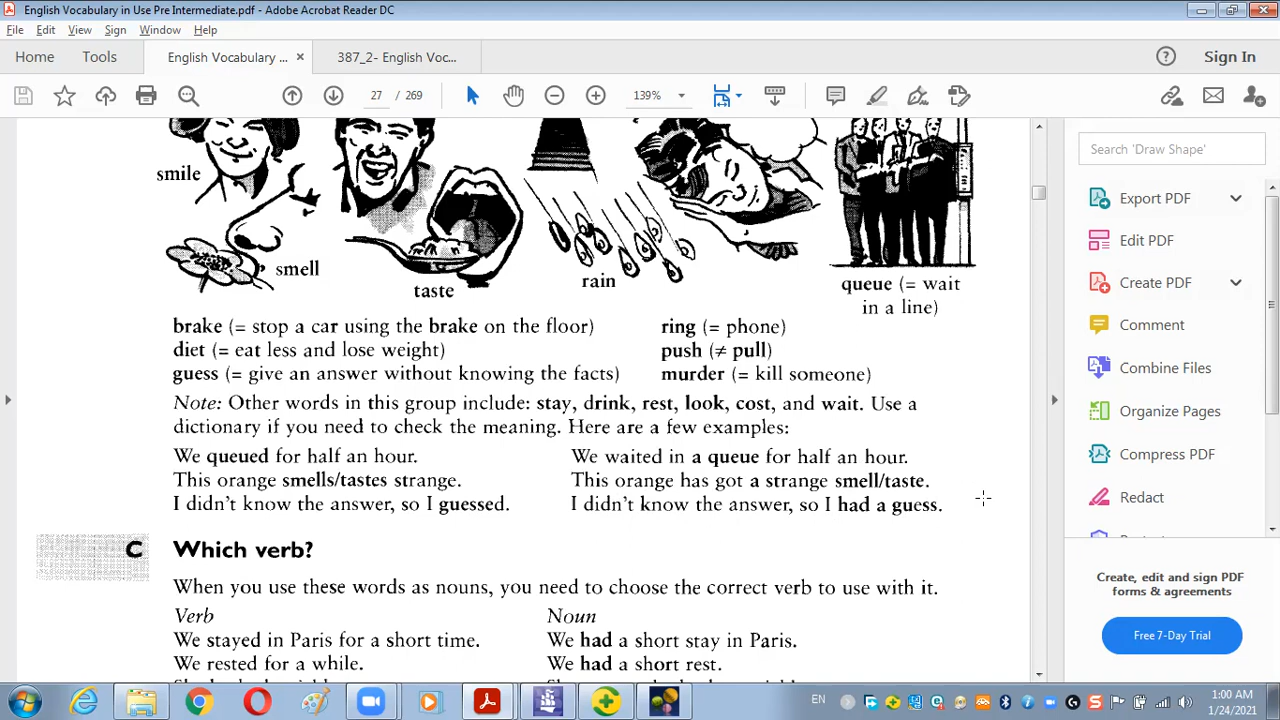 English Vocabulary in Use Pre Intermediate.pdf - Adobe Acrobat Reader DC
File Edit View Sign Window Help
Home Tools English Vocabulary ... × 387_2- English Voc... Sign In
27 / 269 139%
Search 'Draw Shape'
Export PDF
Edit PDF
Create PDF
Comment
Combine Files
Organize Pages
Compress PDF
Redact
Create, edit and sign PDF
forms & agreements
Free 7-Day Trial
smile
smell
taste
rain
queue (= wait
in a line)
brake (= stop a car using the brake on the floor) ring (= phone)
diet (= eat less and lose weight) push (≠ pull)
guess (= give an answer without knowing the facts) murder (= kill someone)
Note: Other words in this group include: stay, drink, rest, look, cost, and wait. Use a
dictionary if you need to check the meaning. Here are a few examples:
We queued for half an hour. We waited in a queue for half an hour.
This orange smells/tastes strange. This orange has got a strange smell/taste.
I didn't know the answer, so I guessed. I didn't know the answer, so I had a guess.
C Which verb?
When you use these words as nouns, you need to choose the correct verb to use with it.
Verb Noun
We stayed in Paris for a short time. We had a short stay in Paris.
We rested for a while. We had a short rest.
EN 1:00 AM
1/24/2021